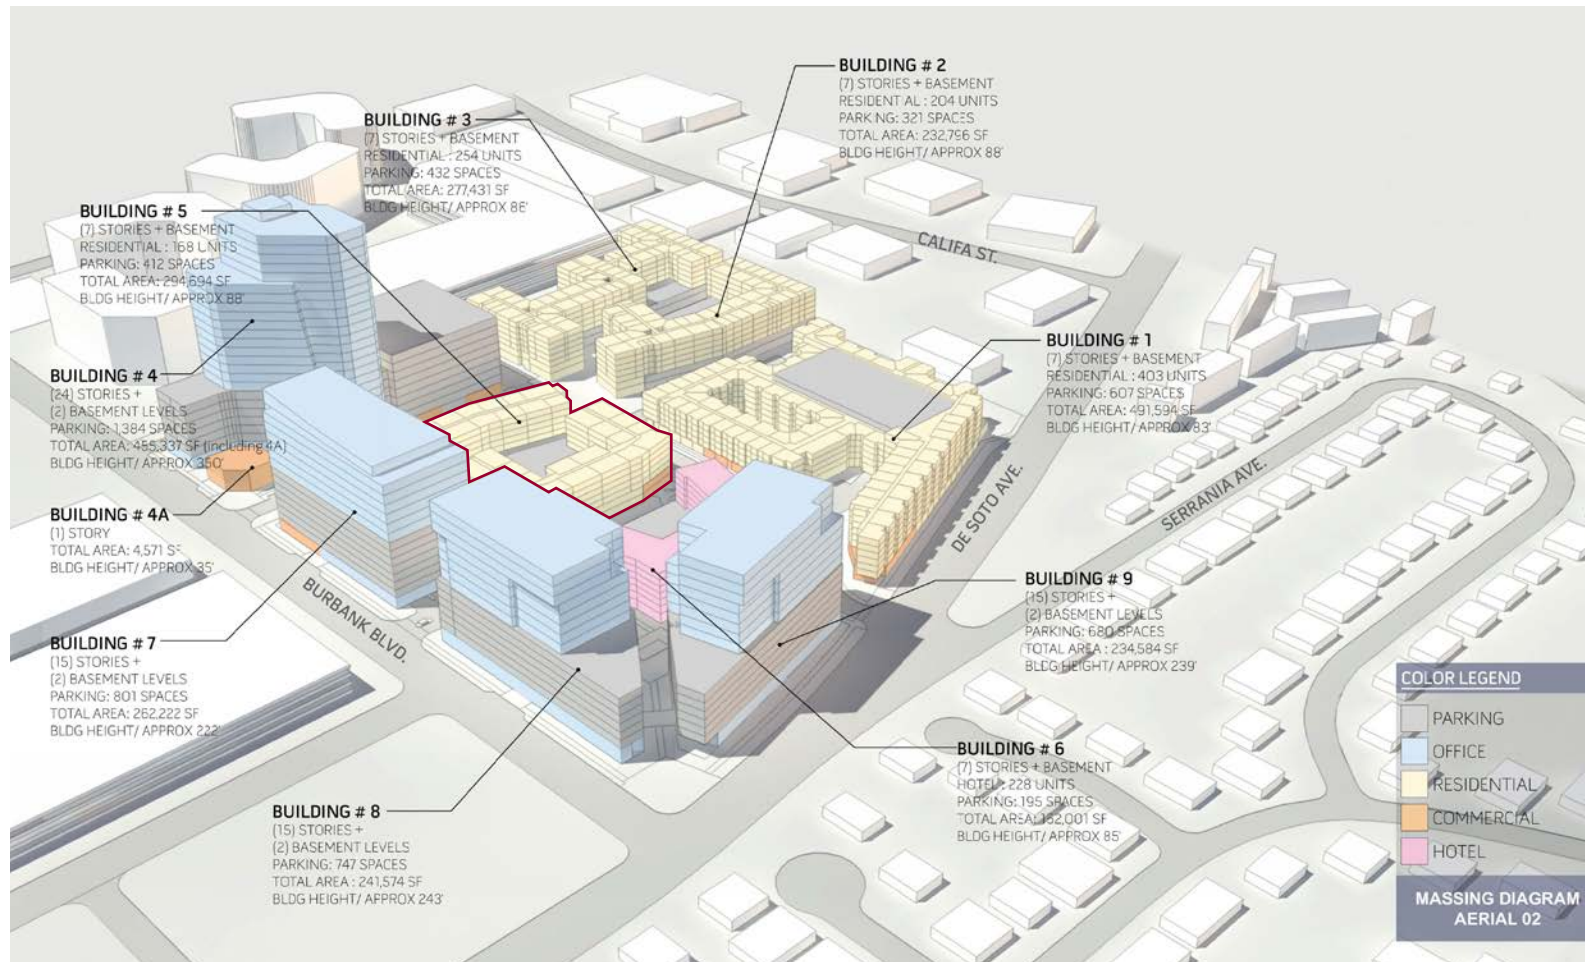 BUILDING # 2
(7) STORIES + BASEMENT
RESIDENTIAL : 204 UNITS
PARKING: 321 SPACES
TOTAL AREA: 232,796 SF
BLDG HEIGHT/ APPROX 88'
BUILDING # 3
(7) STORIES + BASEMENT
RESIDENTIAL : 254 UNITS
PARKING: 432 SPACES
TOTAL AREA: 277,431 SF
BLDG HEIGHT/ APPROX
BUILDING # 5
(7) STORIES + BASEMENT
RESIDENTIAL : 168 UNITS
PARKING: 412 SPACES
TOTAL AREA: 294,694 SF
BLDG HEIGHT/ APPROX 88'
CALIFA ST.
BUILDING # 1
(7) STORIES + BASEMENT
RESIDENTIAL : 403 UNITS
PARKING: 607 SPACES
TOTAL AREA: 491,594 SF
BLDG HEIGHT/ APPROX 83'
BUILDING # 4
(24) STORIES +
(2) BASEMENT LEVELS
PARKING: 1,384 SPACES
TOTAL AREA: 455,337 SF (including 4A)
BLDG HEIGHT/ APPROX 350'
BUILDING # 4A
(1) STORY
TOTAL AREA: 4,571 SF
BLDG HEIGHT/ APPROX 35'
DE SOTO AVE.
SERRANIA AVE.
BURBANK BLVD.
BUILDING # 9
(15) STORIES +
(2) BASEMENT LEVELS
PARKING: 680 SPACES
TOTAL AREA : 234,584 SF
BLDG HEIGHT/ APPROX 239'
BUILDING # 7
(15) STORIES +
(2) BASEMENT LEVELS
PARKING: 801 SPACES
TOTAL AREA: 262,222 SF
BLDG HEIGHT/ APPROX 222'
BUILDING # 6
(7) STORIES + BASEMENT
HOTEL : 228 UNITS
PARKING: 195 SPACES
TOTAL AREA: 152,001 SF
BLDG HEIGHT/ APPROX 85'
BUILDING # 8
(15) STORIES +
(2) BASEMENT LEVELS
PARKING: 747 SPACES
TOTAL AREA : 241,574 SF
BLDG HEIGHT/ APPROX 243'
COLOR LEGEND
PARKING
OFFICE
RESIDENTIAL
COMMERCIAL
HOTEL
MASSING DIAGRAM
AERIAL 02